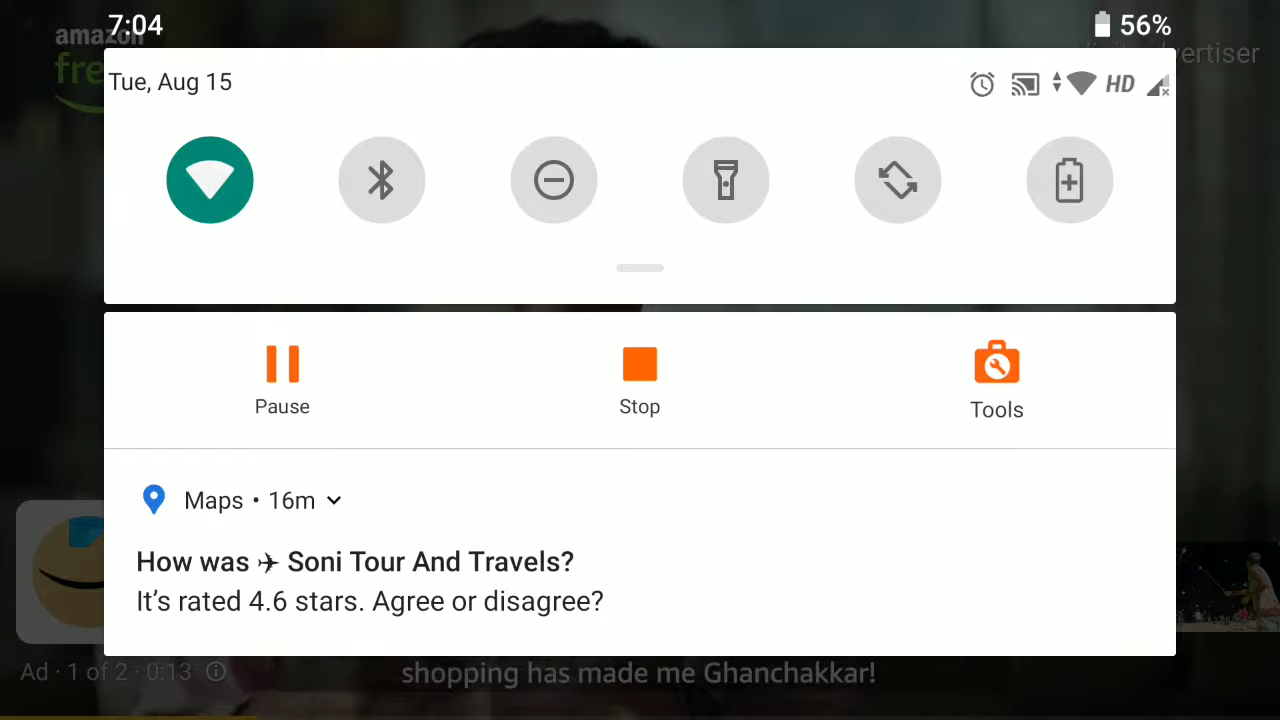 7:04
56%
amazon
fre
ertiser
Tue, Aug 15
HD
Pause
Stop
Tools
Maps • 16m
How was ✈ Soni Tour And Travels?
It’s rated 4.6 stars. Agree or disagree?
Ad · 1 of 2 · 0:13
shopping has made me Ghanchakkar!